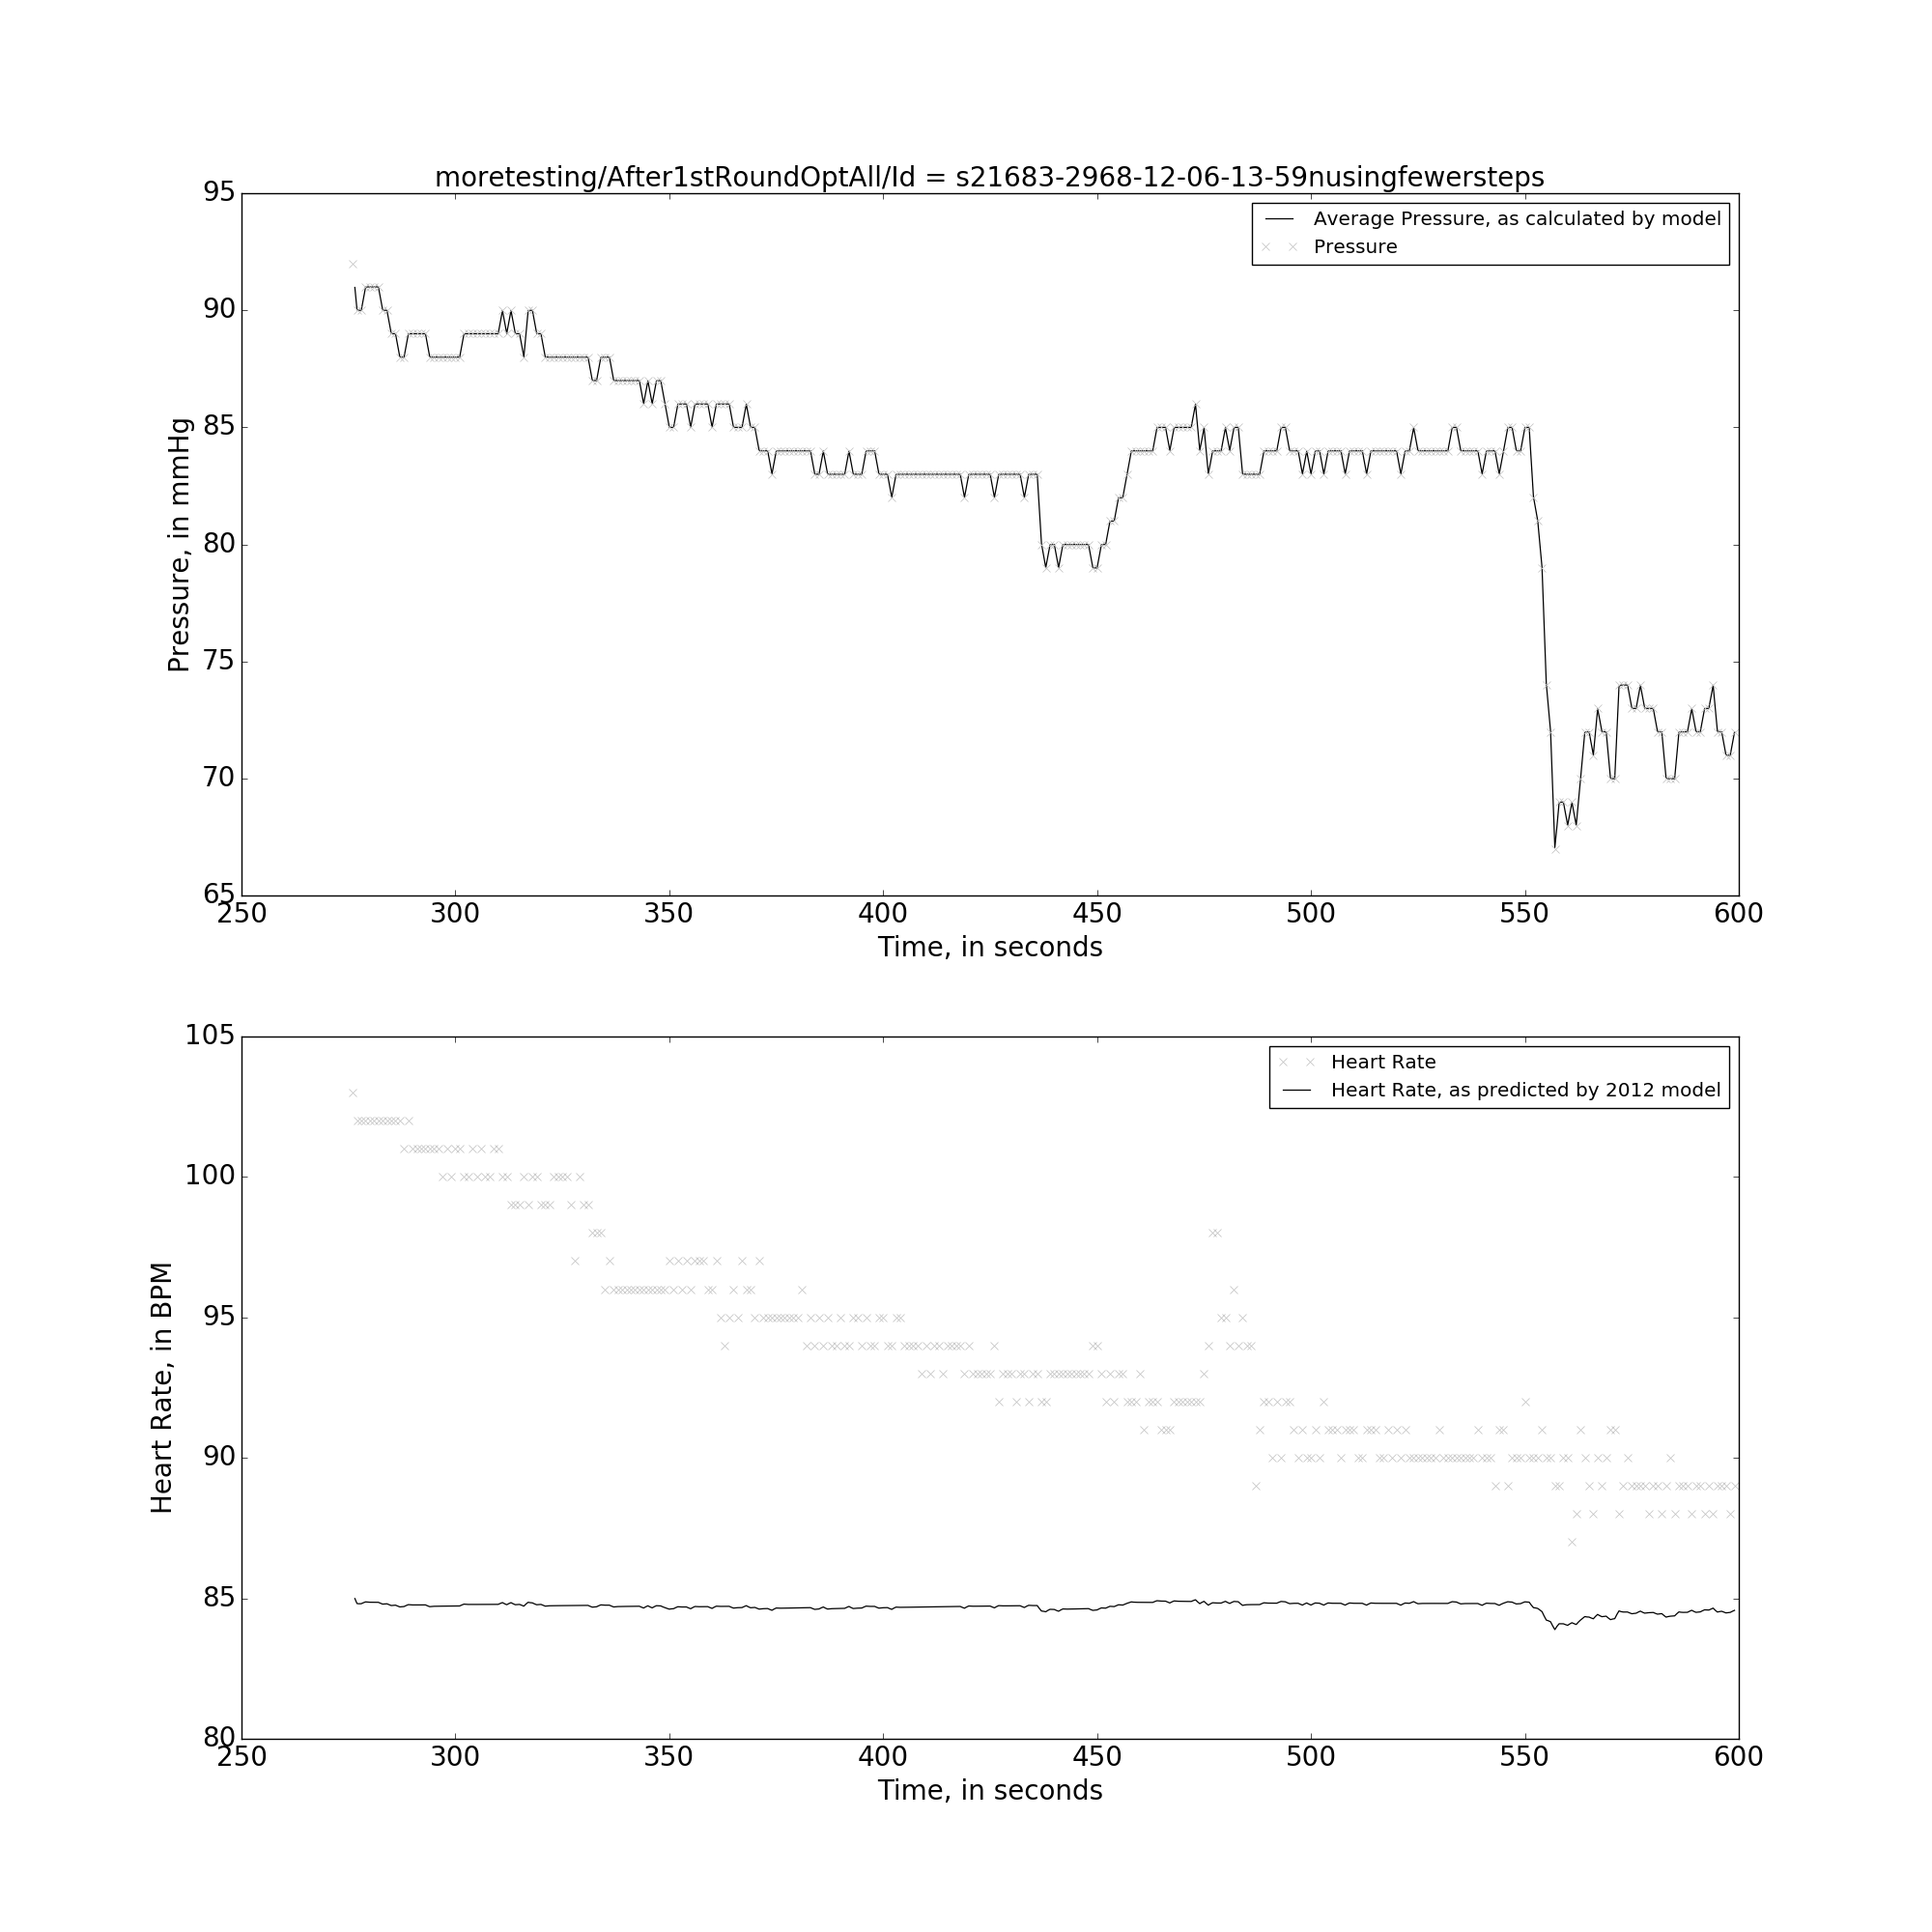 moretesting/After1stRoundOptAll/Id = s21683-2968-12-06-13-59nusingfewersteps
Average Pressure, as calculated by model
Pressure
95
90
85
80
75
70
65
Pressure, in mmHg
250 300 350 400 450 500 550 600
Time, in seconds
Heart Rate
Heart Rate, as predicted by 2012 model
105
100
95
90
85
80
Heart Rate, in BPM
250 300 350 400 450 500 550 600
Time, in seconds